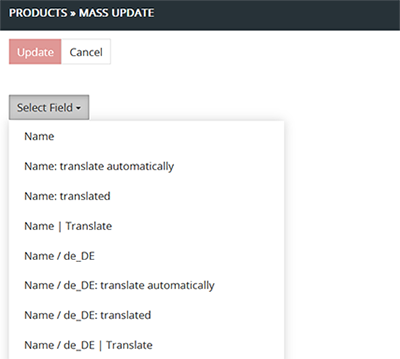 PRODUCTS » MASS UPDATE
Update Cancel
Select Field
Name
Name: translate automatically
Name: translated
Name | Translate
Name / de_DE
Name / de_DE: translate automatically
Name / de_DE: translated
Name / de_DE | Translate